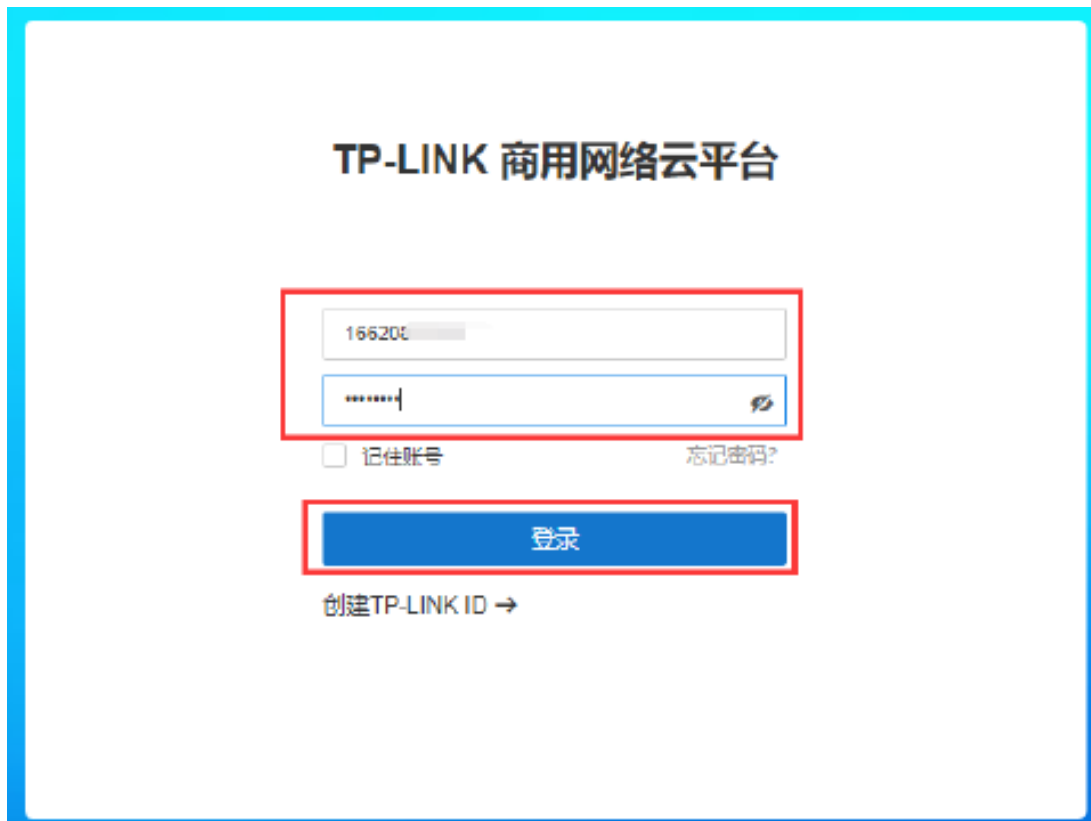 TP-LINK 商用网络云平台
166208
••••••••
记住账号
忘记密码?
登录
创建TP-LINK ID →